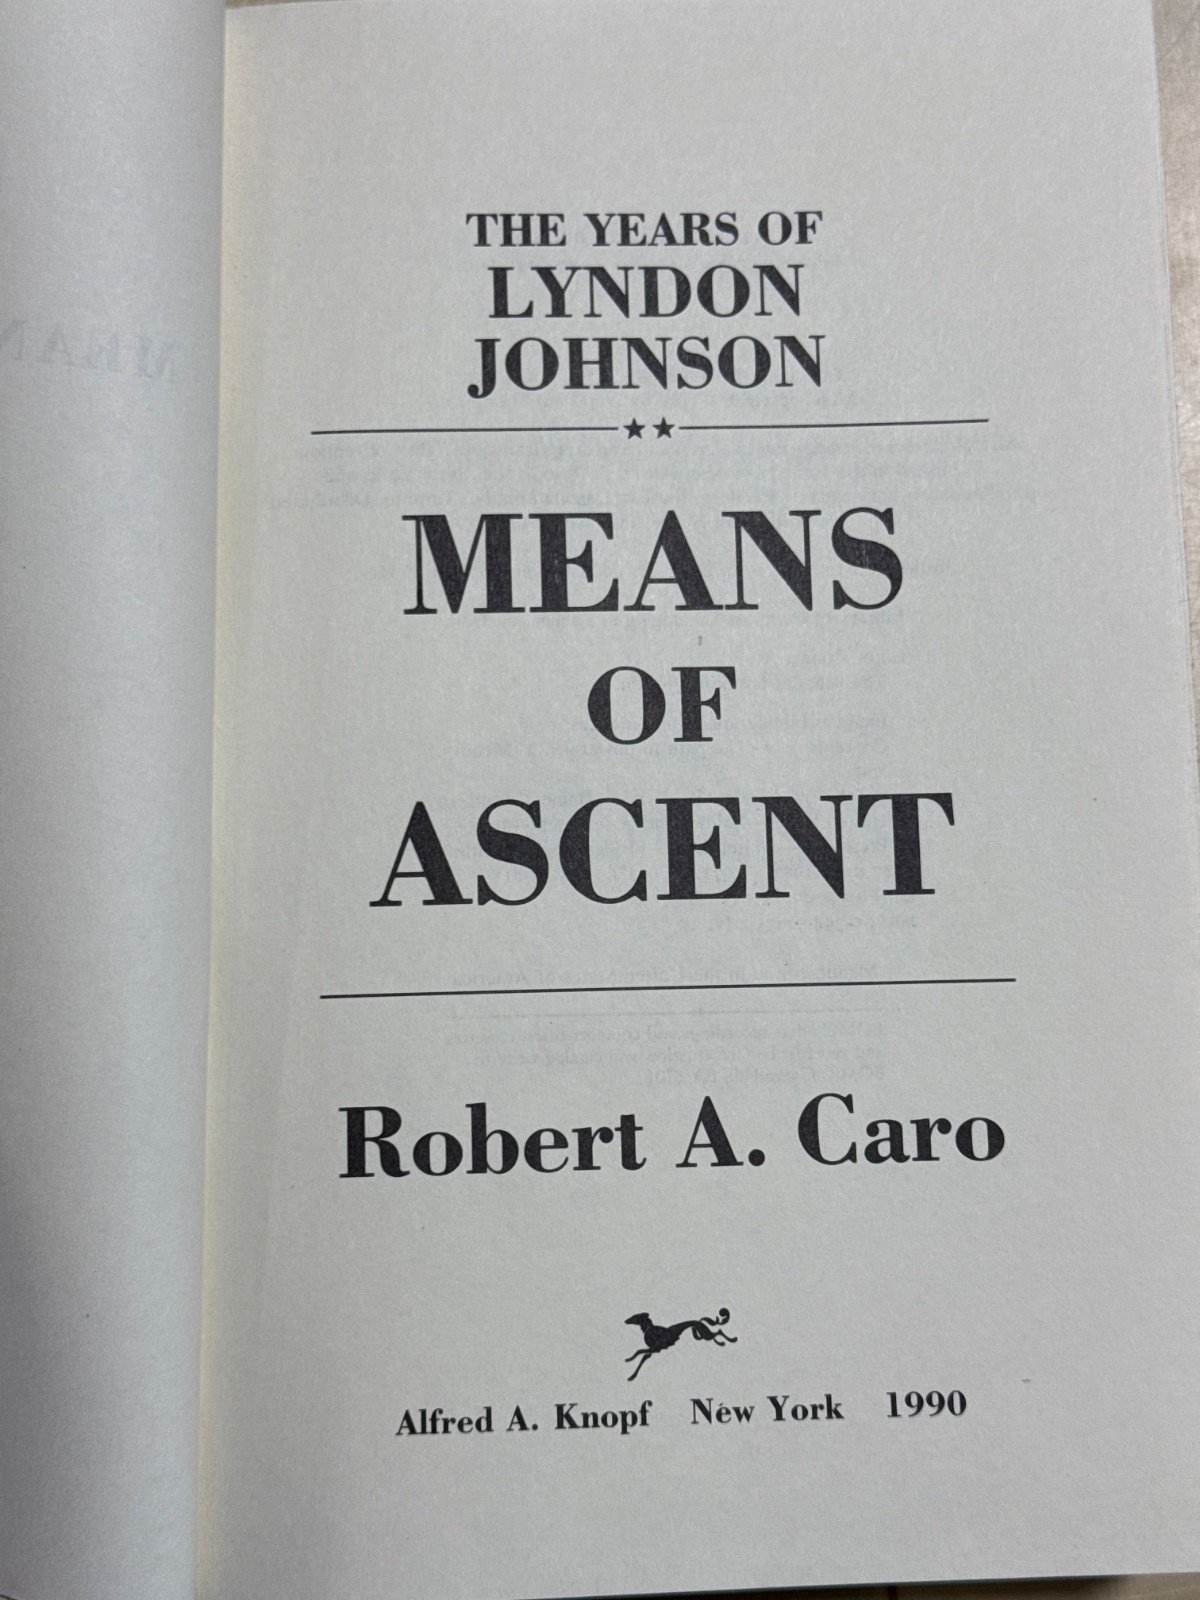 THE YEARS OF
LYNDON
JOHNSON
★★
MEANS
OF
ASCENT
Robert A. Caro
Alfred A. Knopf New York 1990